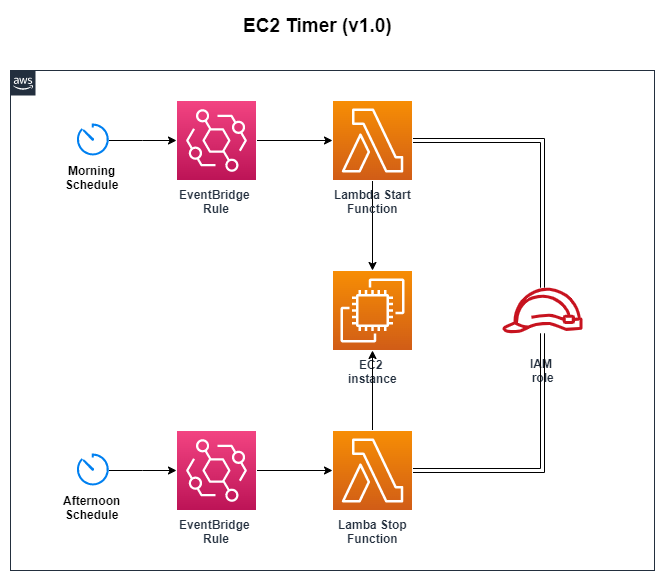 EC2 Timer (v1.0)
aws
Morning
Schedule
EventBridge
Rule
Lambda Start
Function
EC2
instance
IAM
role
Afternoon
Schedule
EventBridge
Rule
Lamba Stop
Function